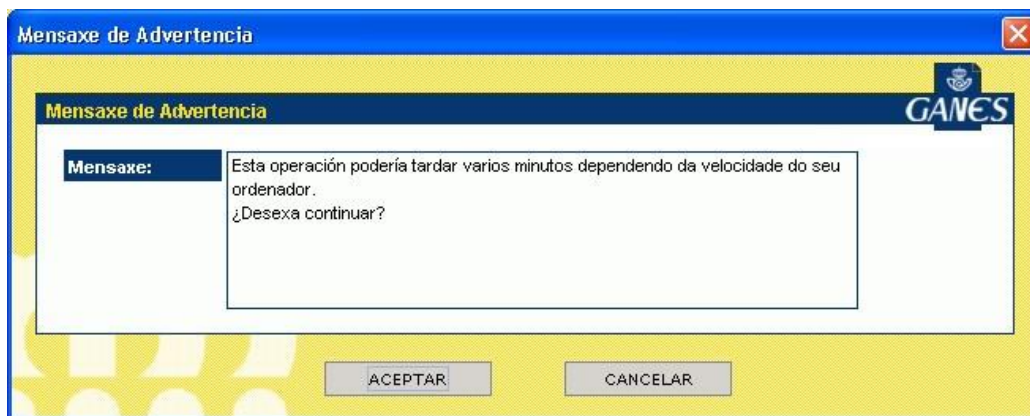 Mensaxe de Advertencia
GANES
Mensaxe de Advertencia
Mensaxe:
Esta operación podería tardar varios minutos dependendo da velocidade do seu
ordenador.
¿Desexa continuar?
ACEPTAR
CANCELAR